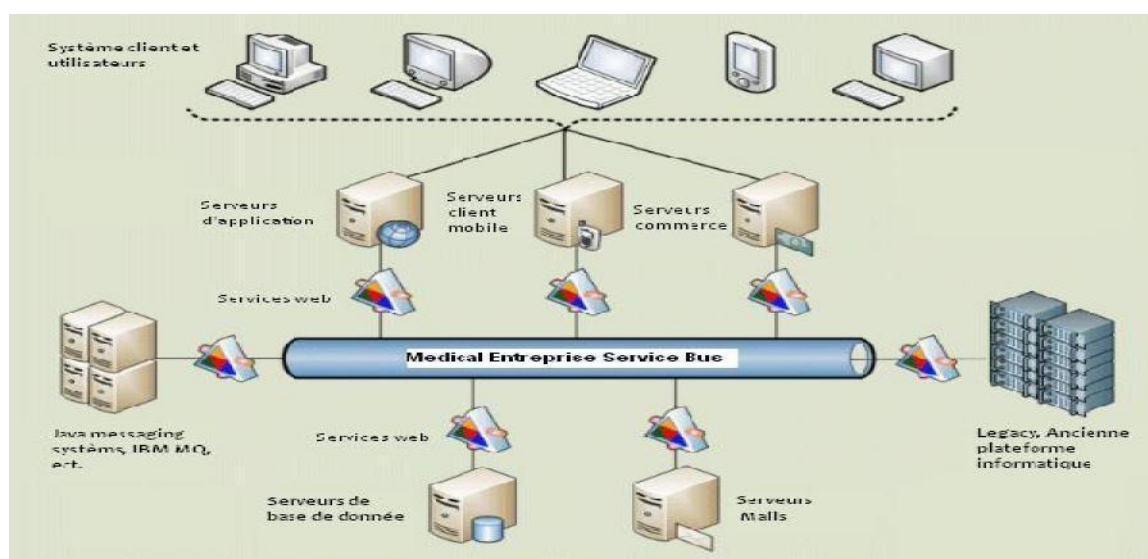 Système client et
utilisateurs
Serveurs
d'application
Serveurs
client
mobile
Serveurs
commerce
Services web
Medical Entreprise Service Bus
Java messaging
systèms, IBM MQ,
ect.
Services web
Legacy, Ancienne
plateforme
informatique
Serveurs de
base de donnée
Serveurs
Mails